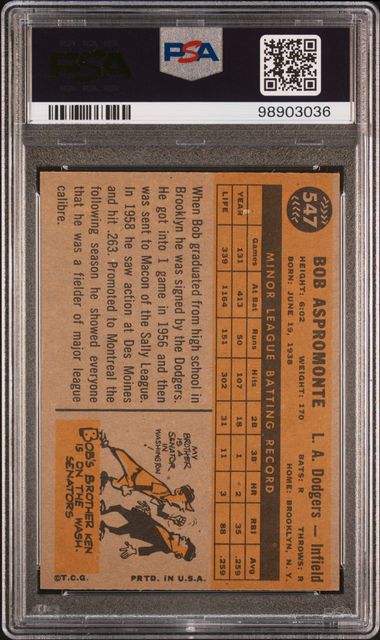 PSA
98903036
547
BOB ASPROMONTE L. A. Dodgers — Infield
HEIGHT: 6:02 WEIGHT: 170 BATS: R THROWS: R
BORN: JUNE 19, 1938 HOME: BROOKLYN, N. Y.
MINOR LEAGUE BATTING RECORD
Games At Bat Runs Hits 2B 3B HR RBI Avg
YEAR 131 413 50 107 18 1 2 35 .259
LIFE 339 1164 151 302 31 11 3 88 .259
When Bob graduated from high school in
Brooklyn he was signed by the Dodgers.
He got into 1 game in 1956 and then
was sent to Macon of the Sally League.
In 1958 he saw action at Des Moines
and hit .263. Promoted to Montreal the
following season he showed everyone
that he was a fielder of major league
calibre.
MY
BROTHER
IS A
SENATOR
IN
WASHINGTON
BOB'S BROTHER KEN
IS ON THE WASH.
SENATORS
©T.C.G. PRTD. IN U.S.A.